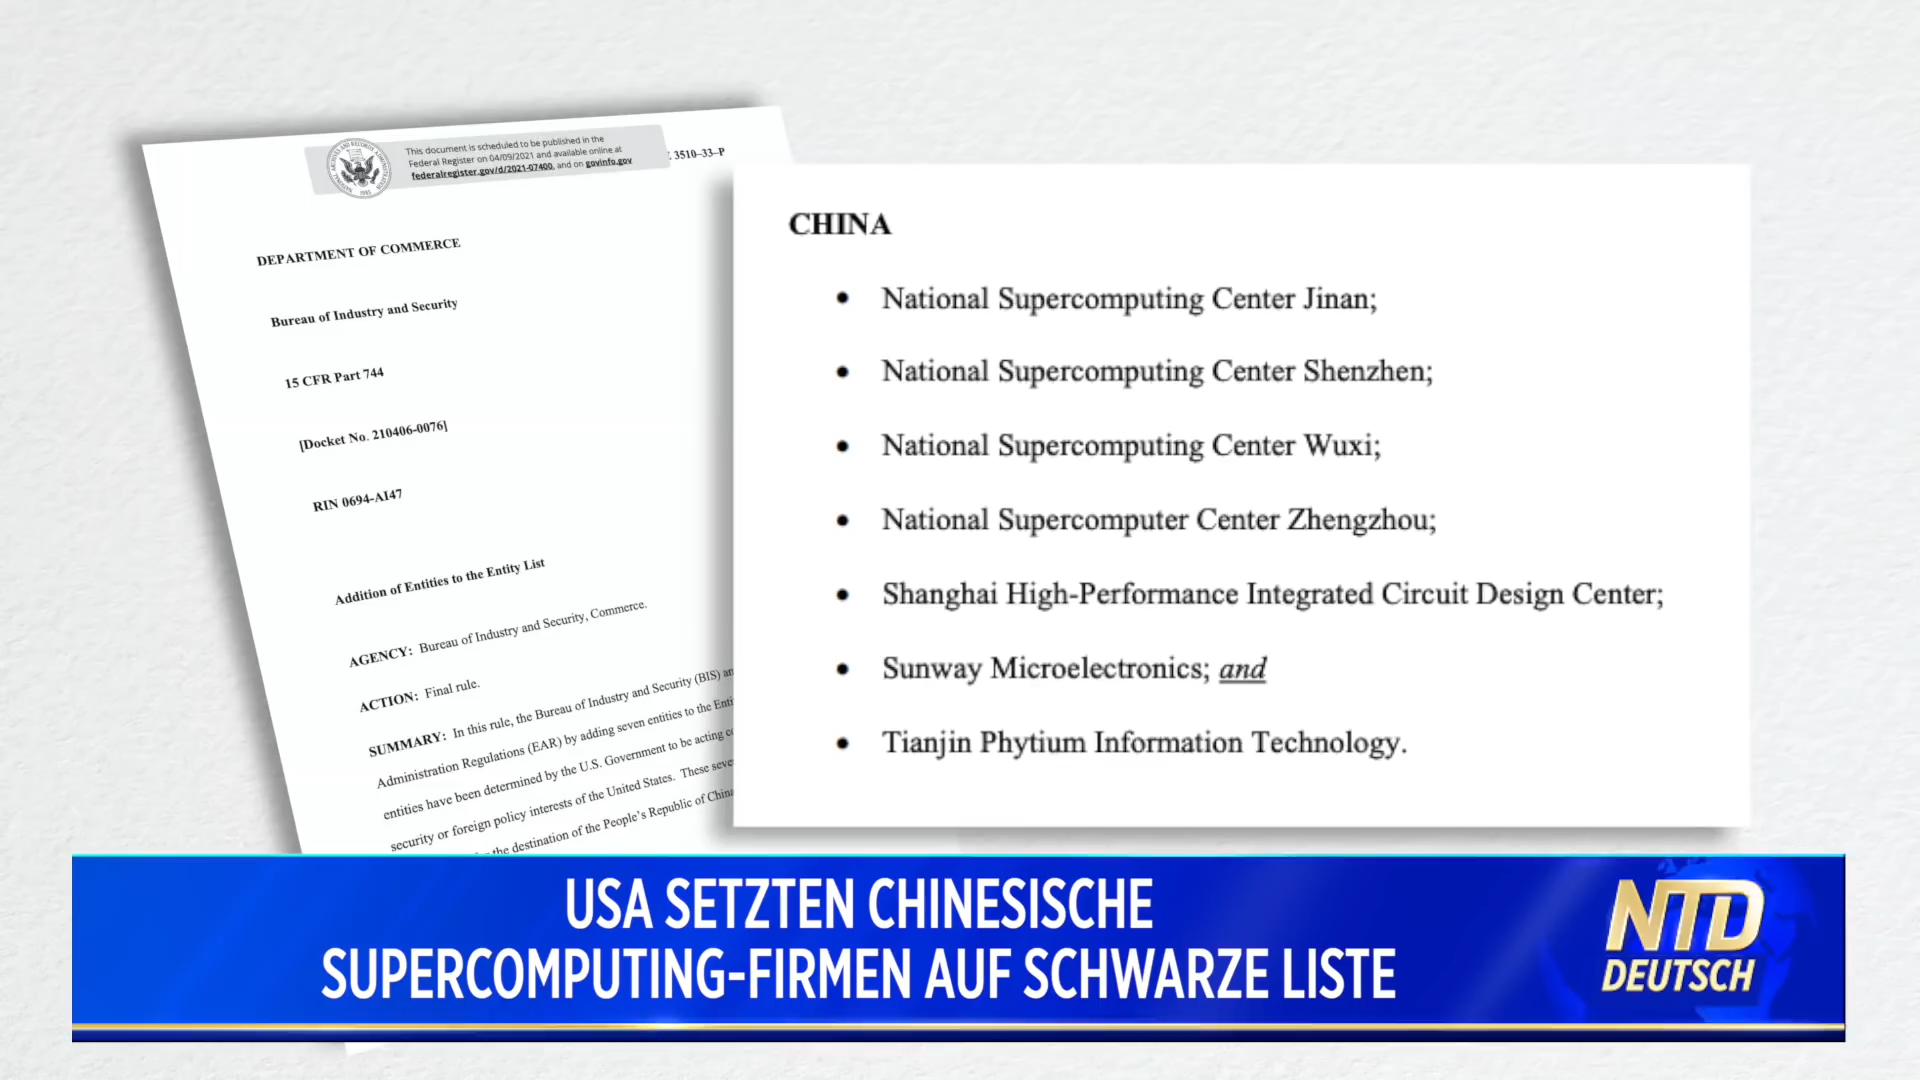 This document is scheduled to be published in the
Federal Register on 04/09/2021 and available online at
federalregister.gov/d/2021-07400, and on govinfo.gov
3510–33–P
DEPARTMENT OF COMMERCE
Bureau of Industry and Security
15 CFR Part 744
[Docket No. 210406-0076]
RIN 0694-AI47
Addition of Entities to the Entity List
AGENCY: Bureau of Industry and Security, Commerce.
ACTION: Final rule.
SUMMARY: In this rule, the Bureau of Industry and Security (BIS)
Administration Regulations (EAR) by adding seven entities to the
entities have been determined by the U.S. Government to be acting
security or foreign policy interests of the United States. These
the destination of the People’s Republic of
CHINA
• National Supercomputing Center Jinan;
• National Supercomputing Center Shenzhen;
• National Supercomputing Center Wuxi;
• National Supercomputer Center Zhengzhou;
• Shanghai High-Performance Integrated Circuit Design Center;
• Sunway Microelectronics; and
• Tianjin Phytium Information Technology.
USA SETZTEN CHINESISCHE
SUPERCOMPUTING-FIRMEN AUF SCHWARZE LISTE
NTD
DEUTSCH